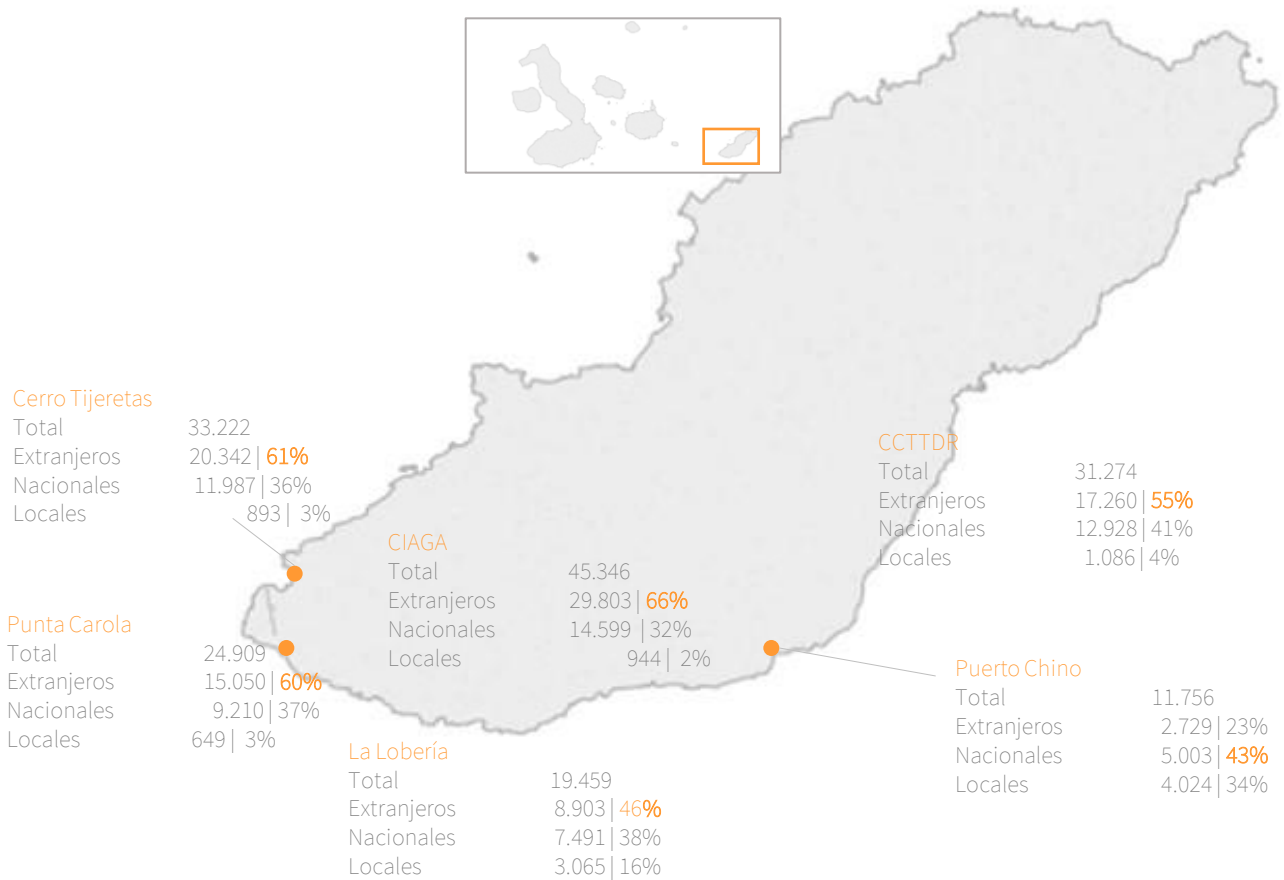 Cerro Tijeretas
Total 33.222
Extranjeros 20.342 | 61%
Nacionales 11.987 | 36%
Locales 893 | 3%
CCTTDR
Total 31.274
Extranjeros 17.260 | 55%
Nacionales 12.928 | 41%
Locales 1.086 | 4%
CIAGA
Total 45.346
Extranjeros 29.803 | 66%
Nacionales 14.599 | 32%
Locales 944 | 2%
Punta Carola
Total 24.909
Extranjeros 15.050 | 60%
Nacionales 9.210 | 37%
Locales 649 | 3%
Puerto Chino
Total 11.756
Extranjeros 2.729 | 23%
Nacionales 5.003 | 43%
Locales 4.024 | 34%
La Lobería
Total 19.459
Extranjeros 8.903 | 46%
Nacionales 7.491 | 38%
Locales 3.065 | 16%